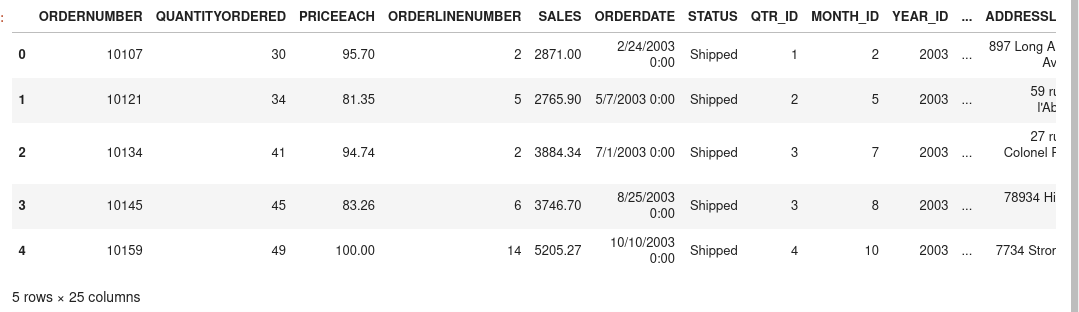 ORDERNUMBER QUANTITYORDERED PRICEEACH ORDERLINENUMBER SALES ORDERDATE STATUS QTR_ID MONTH_ID YEAR_ID ... ADDRESSL
0 10107 30 95.70 2 2871.00 2/24/2003 0:00 Shipped 1 2 2003 ... 897 Long A Av
1 10121 34 81.35 5 2765.90 5/7/2003 0:00 Shipped 2 5 2003 ... 59 ru l'Ab
2 10134 41 94.74 2 3884.34 7/1/2003 0:00 Shipped 3 7 2003 ... 27 ru Colonel P
3 10145 45 83.26 6 3746.70 8/25/2003 0:00 Shipped 3 8 2003 ... 78934 Hi
4 10159 49 100.00 14 5205.27 10/10/2003 0:00 Shipped 4 10 2003 ... 7734 Stron
5 rows × 25 columns